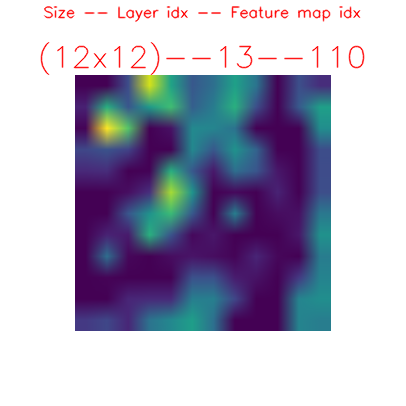 Size -- Layer idx -- Feature map idx
(12x12)--13--110